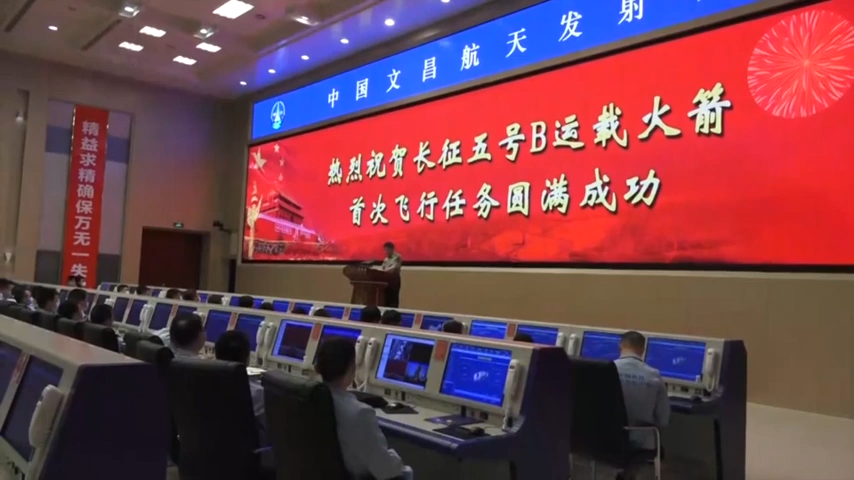 中国文昌航天发射
热烈祝贺长征五号B运载火箭
首次飞行任务圆满成功
精益求精确保万无一失